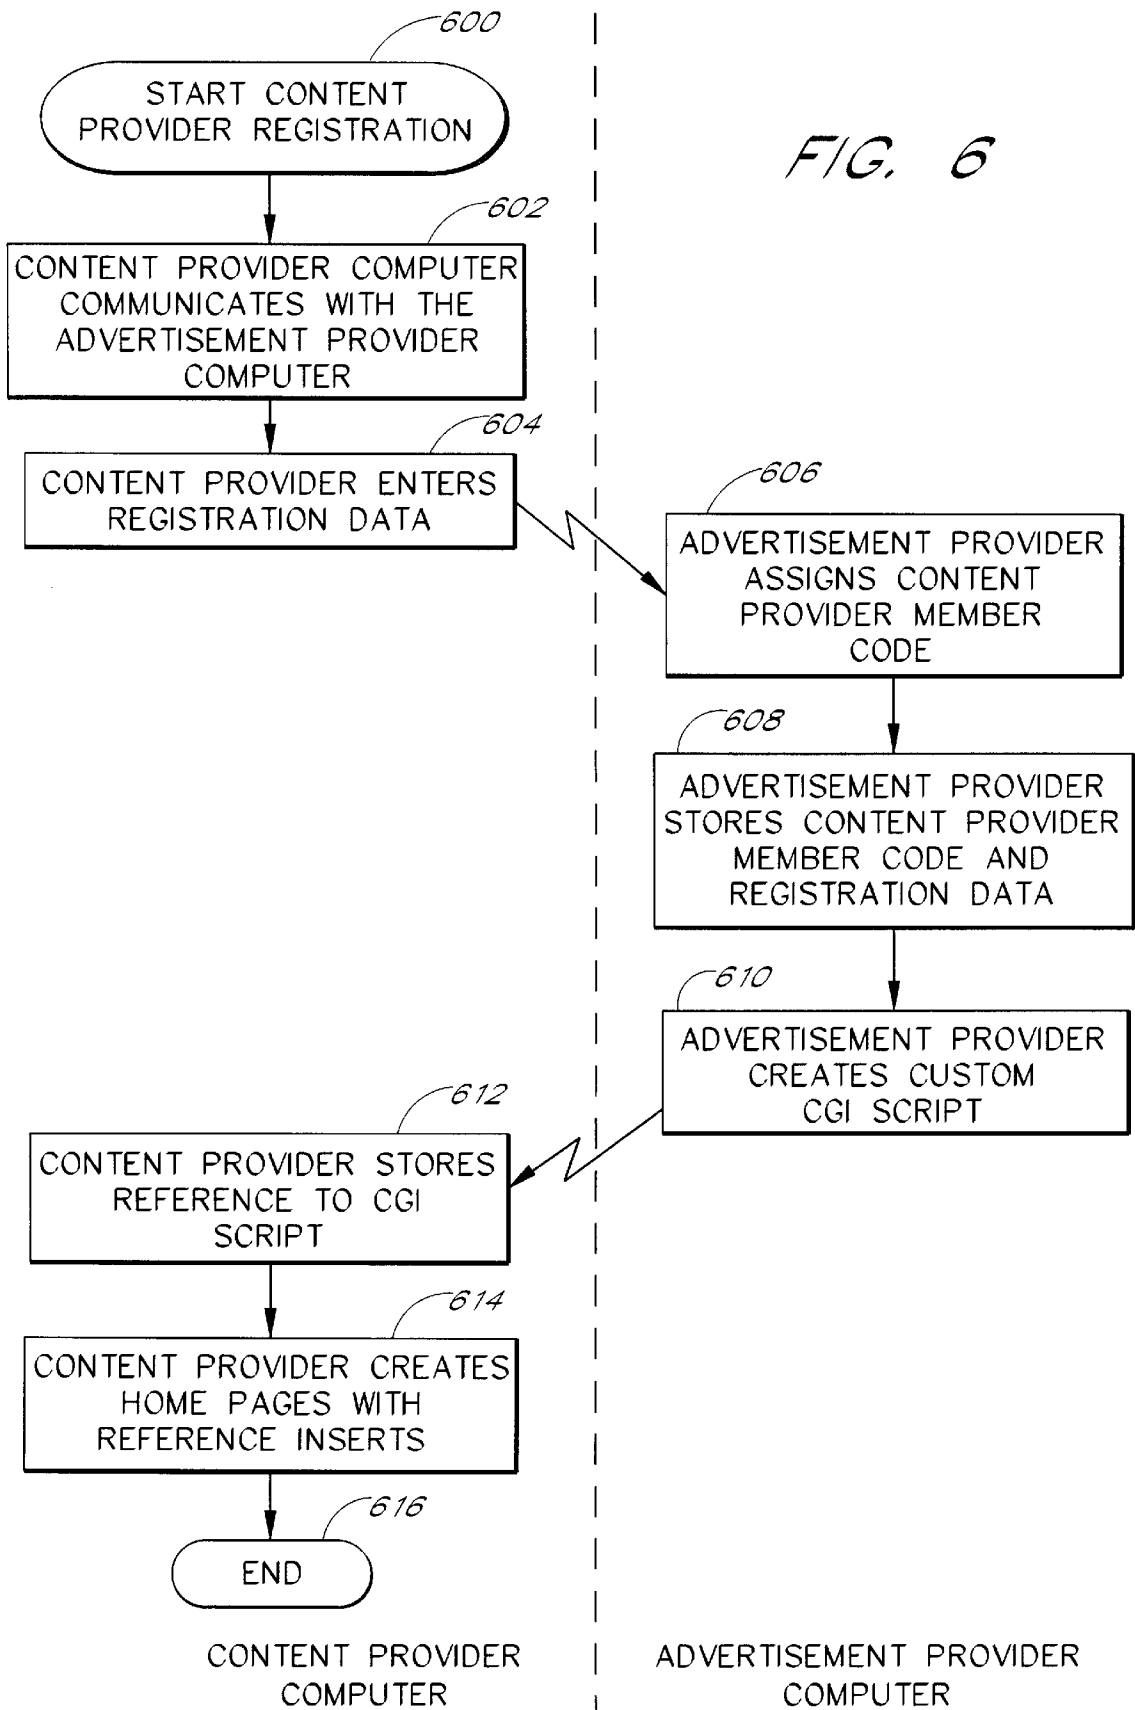 600
START CONTENT
PROVIDER REGISTRATION
FIG. 6
602
CONTENT PROVIDER COMPUTER
COMMUNICATES WITH THE
ADVERTISEMENT PROVIDER
COMPUTER
604
CONTENT PROVIDER ENTERS
REGISTRATION DATA
606
ADVERTISEMENT PROVIDER
ASSIGNS CONTENT
PROVIDER MEMBER
CODE
608
ADVERTISEMENT PROVIDER
STORES CONTENT PROVIDER
MEMBER CODE AND
REGISTRATION DATA
610
ADVERTISEMENT PROVIDER
CREATES CUSTOM
CGI SCRIPT
612
CONTENT PROVIDER STORES
REFERENCE TO CGI
SCRIPT
614
CONTENT PROVIDER CREATES
HOME PAGES WITH
REFERENCE INSERTS
616
END
CONTENT PROVIDER
COMPUTER
ADVERTISEMENT PROVIDER
COMPUTER